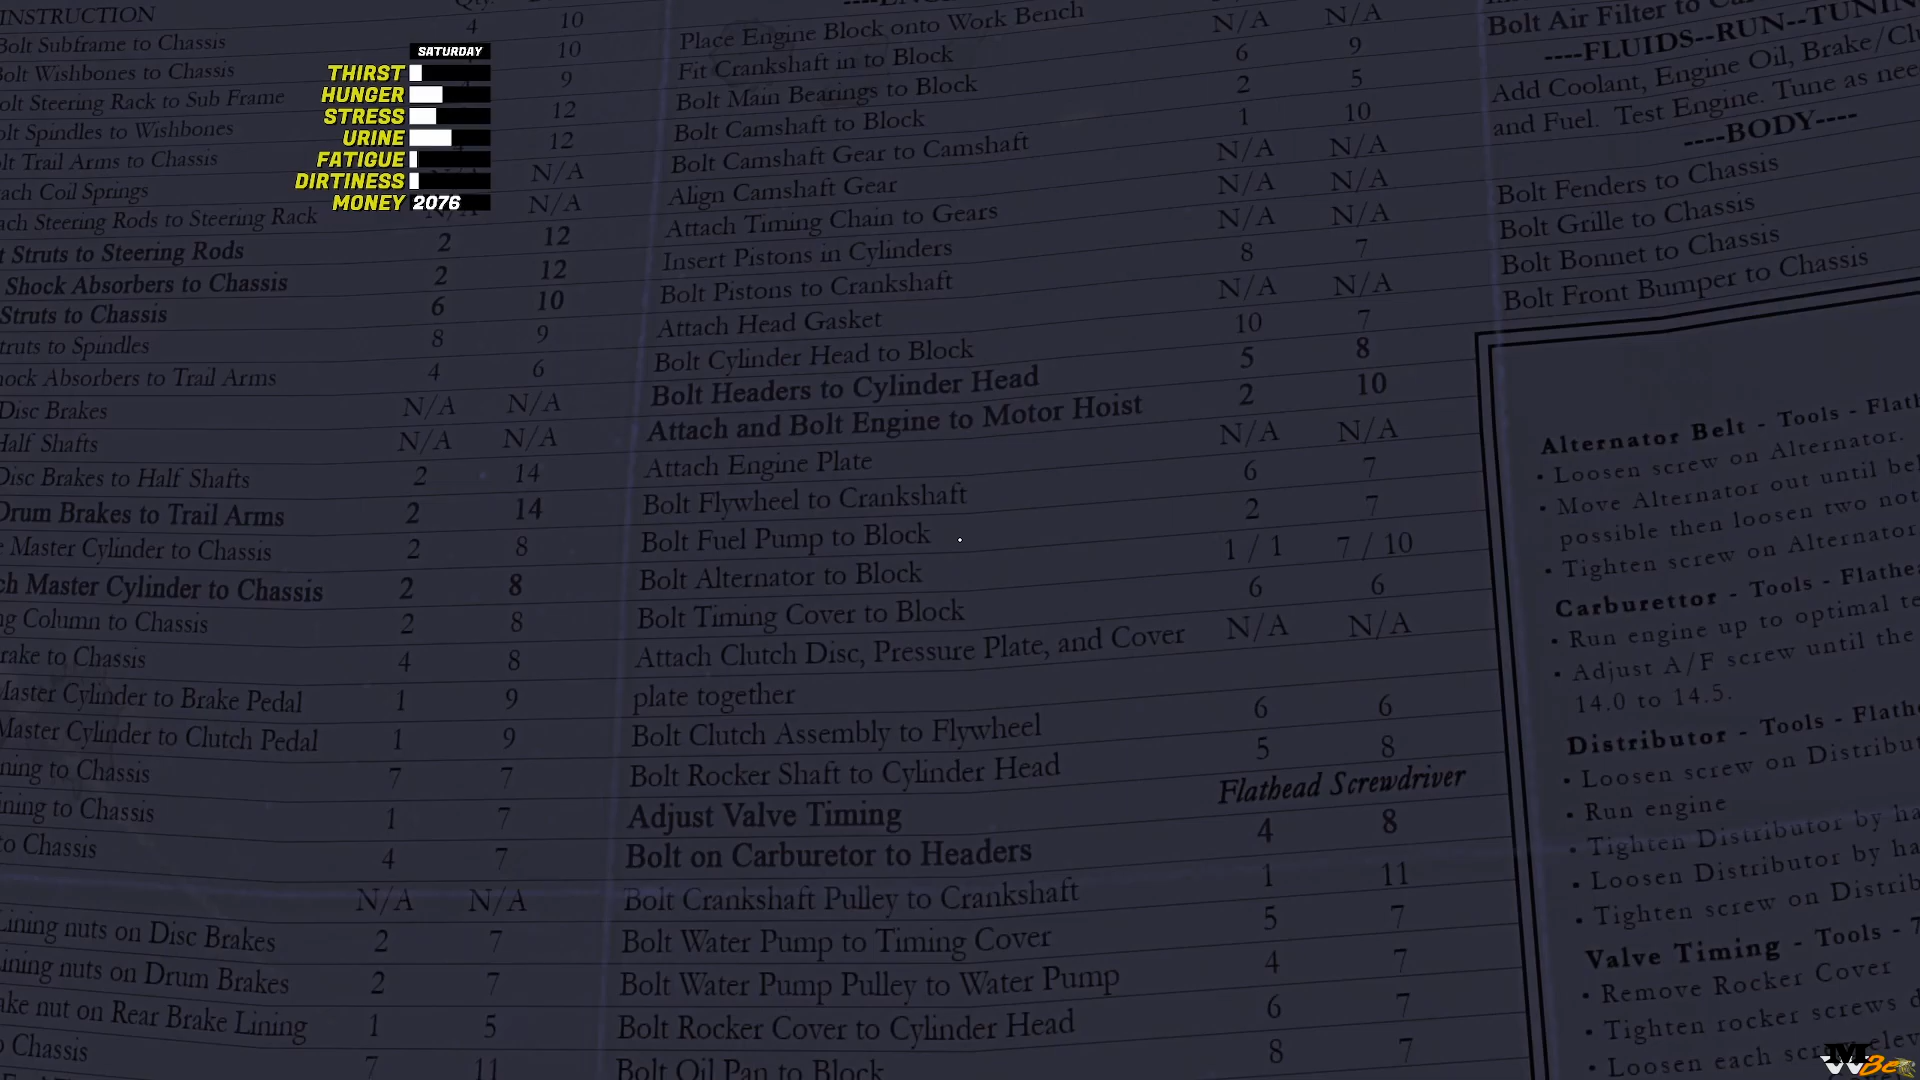 SATURDAY
THIRST
HUNGER
STRESS
URINE
FATIGUE
DIRTINESS
MONEY 2076
INSTRUCTION
Bolt Subframe to Chassis 4 10
Bolt Wishbones to Chassis 10
olt Steering Rack to Sub Frame 9
olt Spindles to Wishbones 12
lt Trail Arms to Chassis 12
ach Coil Springs N/A
ach Steering Rods to Steering Rack N/A N/A
t Struts to Steering Rods 2 12
Shock Absorbers to Chassis 2 12
Struts to Chassis 6 10
truts to Spindles 8 9
hock Absorbers to Trail Arms 4 6
Disc Brakes N/A N/A
Half Shafts N/A N/A
Disc Brakes to Half Shafts 2 14
Drum Brakes to Trail Arms 2 14
e Master Cylinder to Chassis 2 8
ch Master Cylinder to Chassis 2 8
ng Column to Chassis 2 8
rake to Chassis 4 8
Master Cylinder to Brake Pedal 1 9
Master Cylinder to Clutch Pedal 1 9
ning to Chassis 7 7
ining to Chassis 1 7
to Chassis 4 7
N/A N/A
Lining nuts on Disc Brakes 2 7
ining nuts on Drum Brakes 2 7
ake nut on Rear Brake Lining 1 5
o Chassis 7 11
Place Engine Block onto Work Bench N/A N/A
Fit Crankshaft in to Block 6 9
Bolt Main Bearings to Block 2 5
Bolt Camshaft to Block 1 10
Bolt Camshaft Gear to Camshaft N/A N/A
Align Camshaft Gear N/A N/A
Attach Timing Chain to Gears N/A N/A
Insert Pistons in Cylinders 8 7
Bolt Pistons to Crankshaft N/A N/A
Attach Head Gasket 10 7
Bolt Cylinder Head to Block 5 8
Bolt Headers to Cylinder Head 2 10
Attach and Bolt Engine to Motor Hoist N/A N/A
Attach Engine Plate 6 7
Bolt Flywheel to Crankshaft 2 7
Bolt Fuel Pump to Block 1 / 1 7 / 10
Bolt Alternator to Block 6 6
Bolt Timing Cover to Block N/A N/A
Attach Clutch Disc, Pressure Plate, and Cover
plate together 6 6
Bolt Clutch Assembly to Flywheel 5 8
Bolt Rocker Shaft to Cylinder Head Flathead Screwdriver
Adjust Valve Timing 4 8
Bolt on Carburetor to Headers 1 11
Bolt Crankshaft Pulley to Crankshaft 5 7
Bolt Water Pump to Timing Cover 4 7
Bolt Water Pump Pulley to Water Pump 6 7
Bolt Rocker Cover to Cylinder Head 8 7
Bolt Oil Pan to Block
Bolt Air Filter to Ca
----FLUIDS--RUN--TUNIN
Add Coolant, Engine Oil, Brake/Clu
and Fuel. Test Engine. Tune as nee
----BODY----
Bolt Fenders to Chassis
Bolt Grille to Chassis
Bolt Bonnet to Chassis
Bolt Front Bumper to Chassis
Alternator Belt - Tools - Flath
• Loosen screw on Alternator.
• Move Alternator out until bel
possible then loosen two not
• Tighten screw on Alternator
Carburettor - Tools - Flathea
• Run engine up to optimal te
• Adjust A/F screw until the
14.0 to 14.5.
Distributor - Tools - Flathe
• Loosen screw on Distribut
• Run engine
• Tighten Distributor by ha
• Loosen Distributor by ha
• Tighten screw on Distrib
Valve Timing - Tools - 7
• Remove Rocker Cover
• Tighten rocker screws d
• Loosen each scr elev